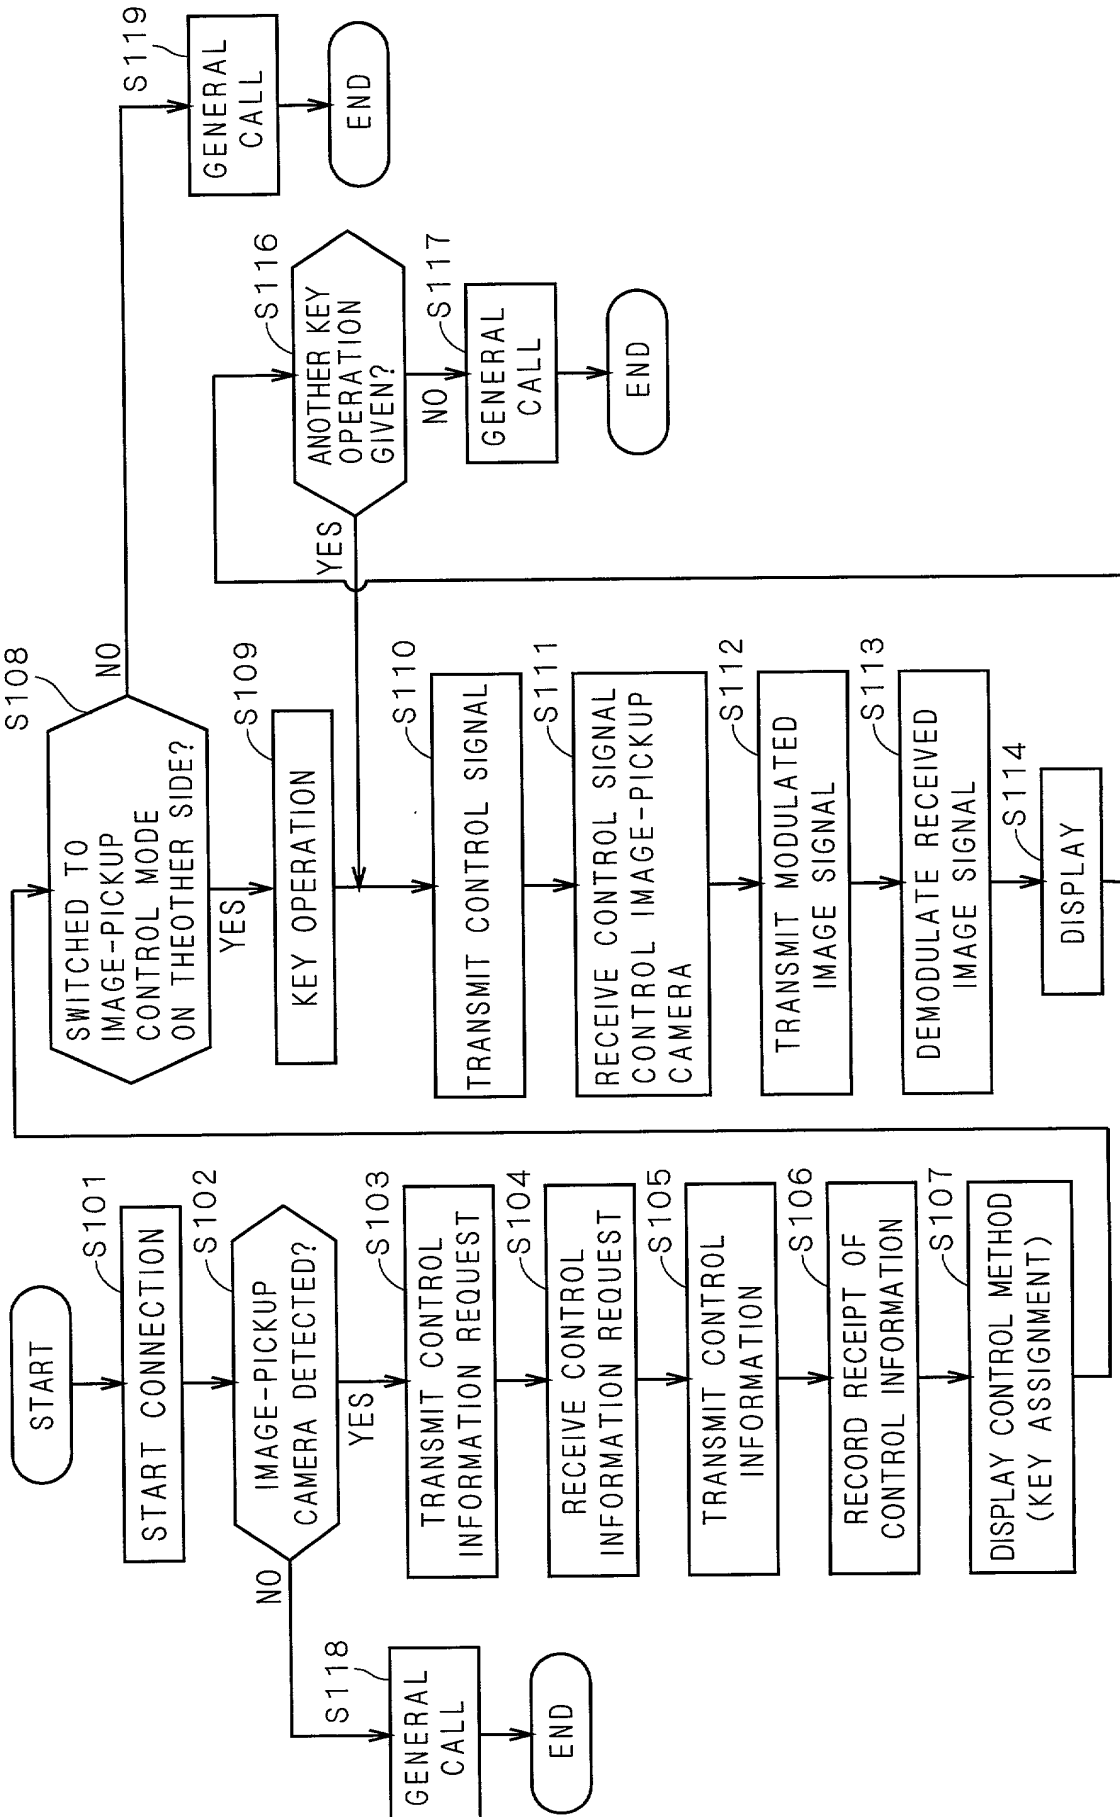 START
S101
START CONNECTION
S102
IMAGE-PICKUP
CAMERA DETECTED?
NO
YES
S118
GENERAL
CALL
END
S103
TRANSMIT CONTROL
INFORMATION REQUEST
S104
RECEIVE CONTROL
INFORMATION REQUEST
S105
TRANSMIT CONTROL
INFORMATION
S106
RECORD RECEIPT OF
CONTROL INFORMATION
S107
DISPLAY CONTROL METHOD
(KEY ASSIGNMENT)
S108
SWITCHED TO
IMAGE-PICKUP
CONTROL MODE
ON THEOTHER SIDE?
NO
YES
S119
GENERAL
CALL
END
S109
KEY OPERATION
S110
TRANSMIT CONTROL SIGNAL
S111
RECEIVE CONTROL SIGNAL
CONTROL IMAGE-PICKUP
CAMERA
S112
TRANSMIT MODULATED
IMAGE SIGNAL
S113
DEMODULATE RECEIVED
IMAGE SIGNAL
S114
DISPLAY
S116
ANOTHER KEY
OPERATION
GIVEN?
YES
NO
S117
GENERAL
CALL
END